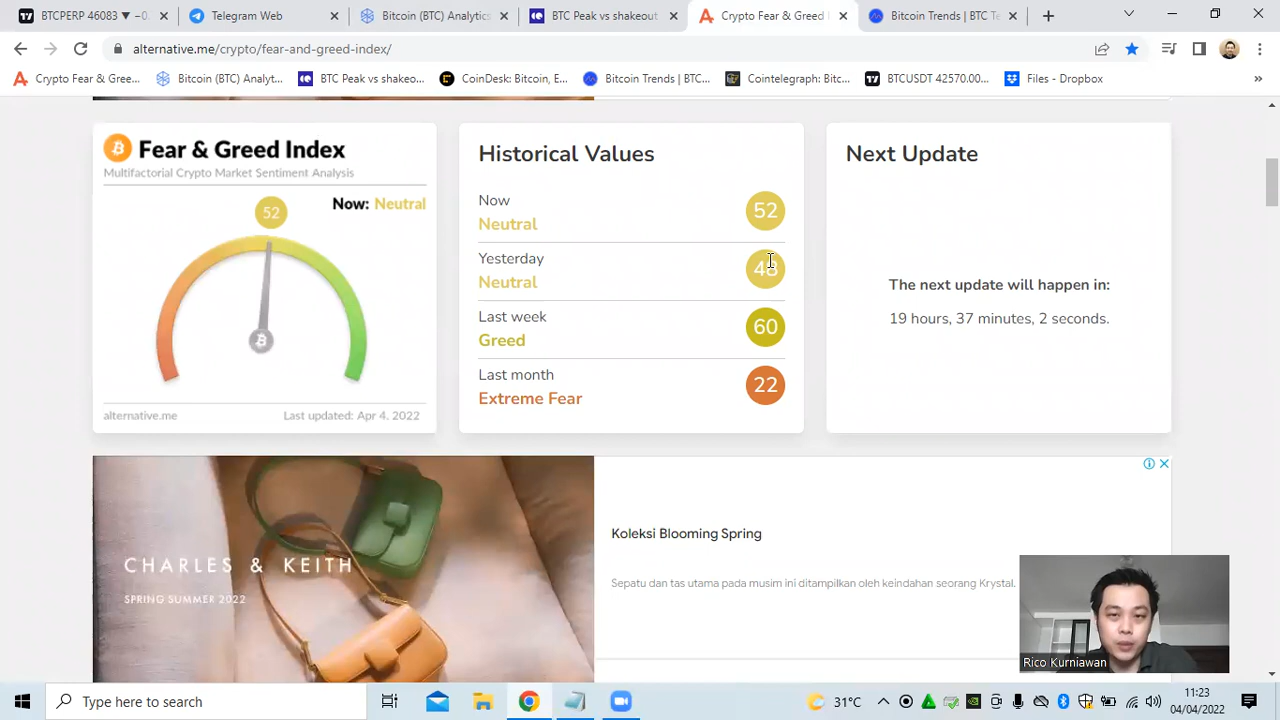 BTCPERP 46083 ▼ −0.
Telegram Web
Bitcoin (BTC) Analytics
BTC Peak vs shakeout
Crypto Fear & Greed I
Bitcoin Trends | BTC Te
alternative.me/crypto/fear-and-greed-index/
Crypto Fear & Gree...
Bitcoin (BTC) Analyt...
BTC Peak vs shakeo...
CoinDesk: Bitcoin, E...
Bitcoin Trends | BTC...
Cointelegraph: Bitc...
BTCUSDT 42570.00...
Files - Dropbox
»
Fear & Greed Index
Multifactorial Crypto Market Sentiment Analysis
Now: Neutral
52
alternative.me
Last updated: Apr 4, 2022
Historical Values
Now
Neutral
52
Yesterday
Neutral
48
Last week
Greed
60
Last month
Extreme Fear
22
Next Update
The next update will happen in:
19 hours, 37 minutes, 2 seconds.
CHARLES & KEITH
SPRING SUMMER 2022
Koleksi Blooming Spring
Sepatu dan tas utama pada musim ini ditampilkan oleh keindahan seorang Krystal.
Rico Kurniawan
Type here to search
31°C
11:23
04/04/2022